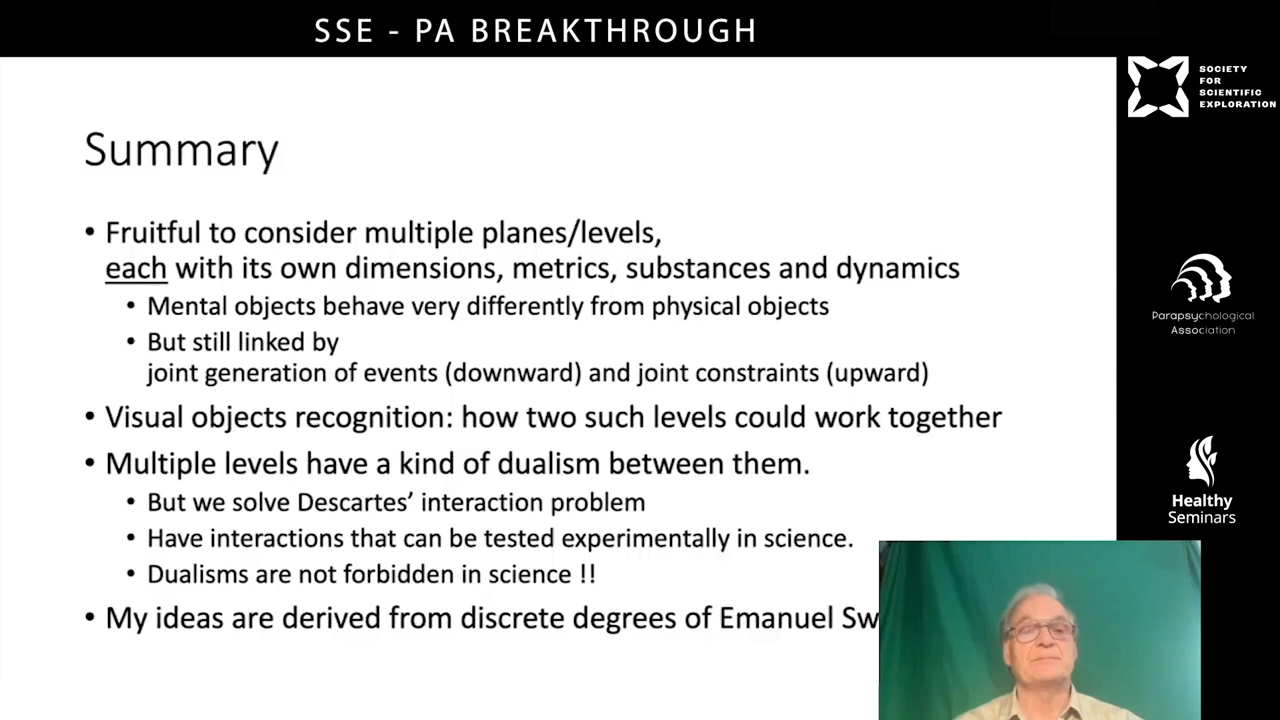 SSE - PA BREAKTHROUGH
SOCIETY
FOR
SCIENTIFIC
EXPLORATION
Summary
• Fruitful to consider multiple planes/levels,
each with its own dimensions, metrics, substances and dynamics
• Mental objects behave very differently from physical objects
• But still linked by
joint generation of events (downward) and joint constraints (upward)
• Visual objects recognition: how two such levels could work together
• Multiple levels have a kind of dualism between them.
• But we solve Descartes’ interaction problem
• Have interactions that can be tested experimentally in science.
• Dualisms are not forbidden in science !!
• My ideas are derived from discrete degrees of Emanuel Sw
Parapsychological
Association
Healthy
Seminars